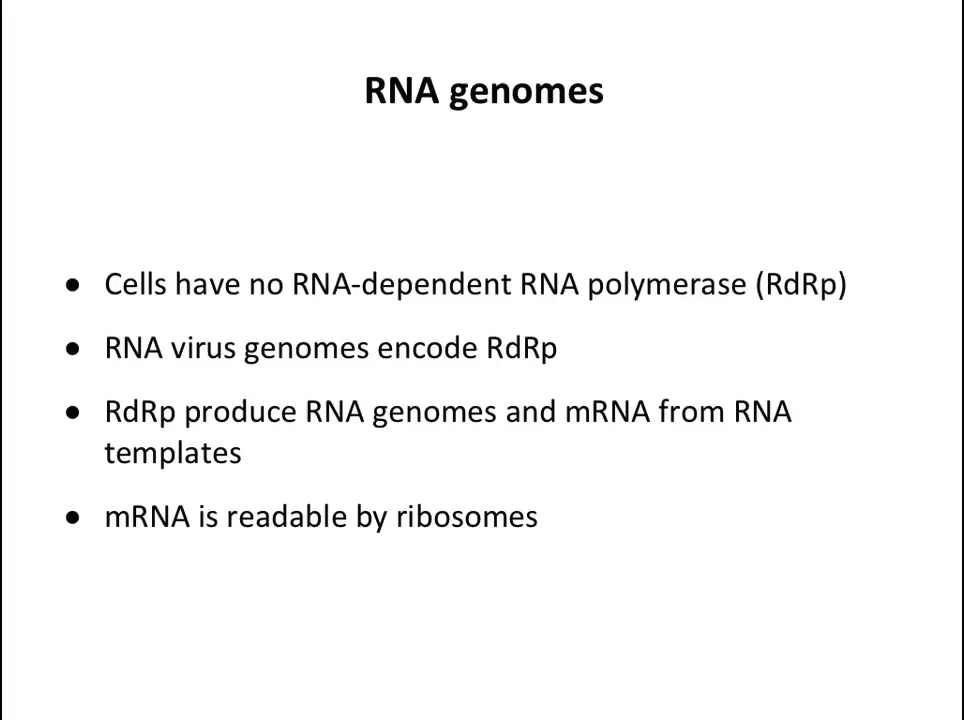 RNA genomes
● Cells have no RNA-dependent RNA polymerase (RdRp)
● RNA virus genomes encode RdRp
● RdRp produce RNA genomes and mRNA from RNA
templates
● mRNA is readable by ribosomes